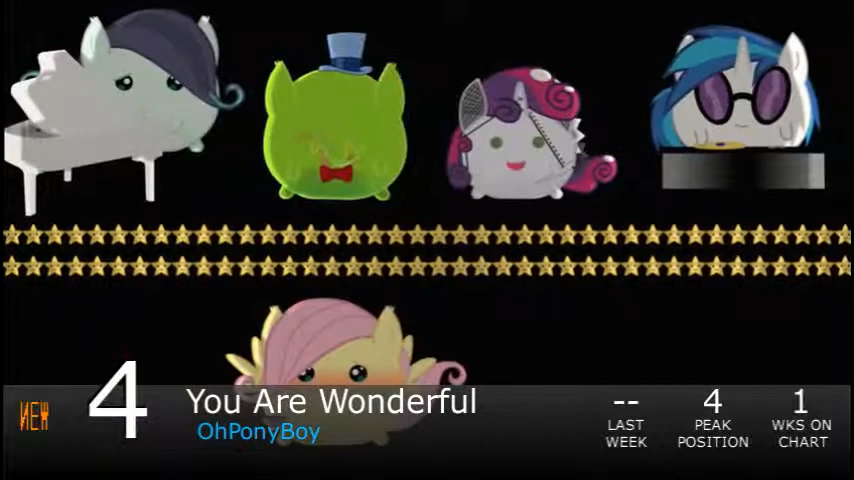 NEW
4
You Are Wonderful
OhPonyBoy
--
LAST
WEEK
4
PEAK
POSITION
1
WKS ON
CHART